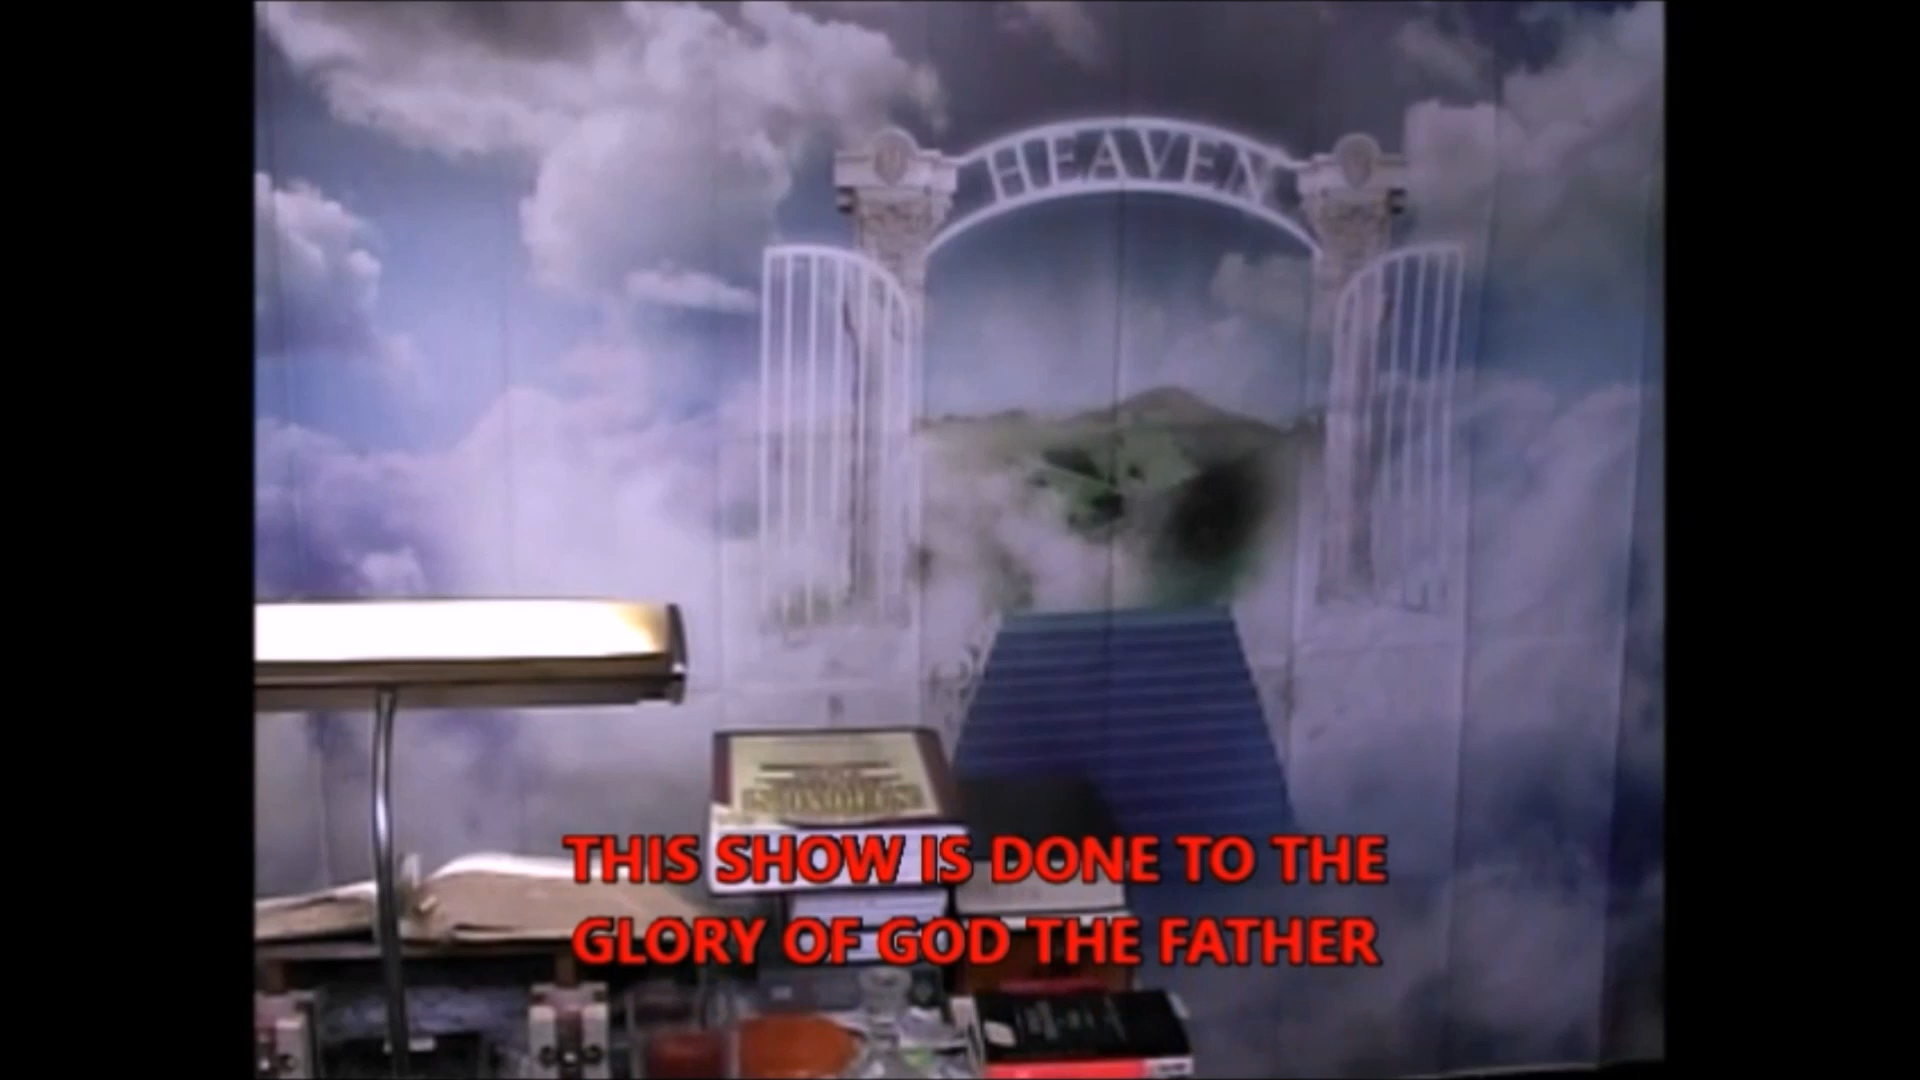 HEAVEN
THIS SHOW IS DONE TO THE
GLORY OF GOD THE FATHER